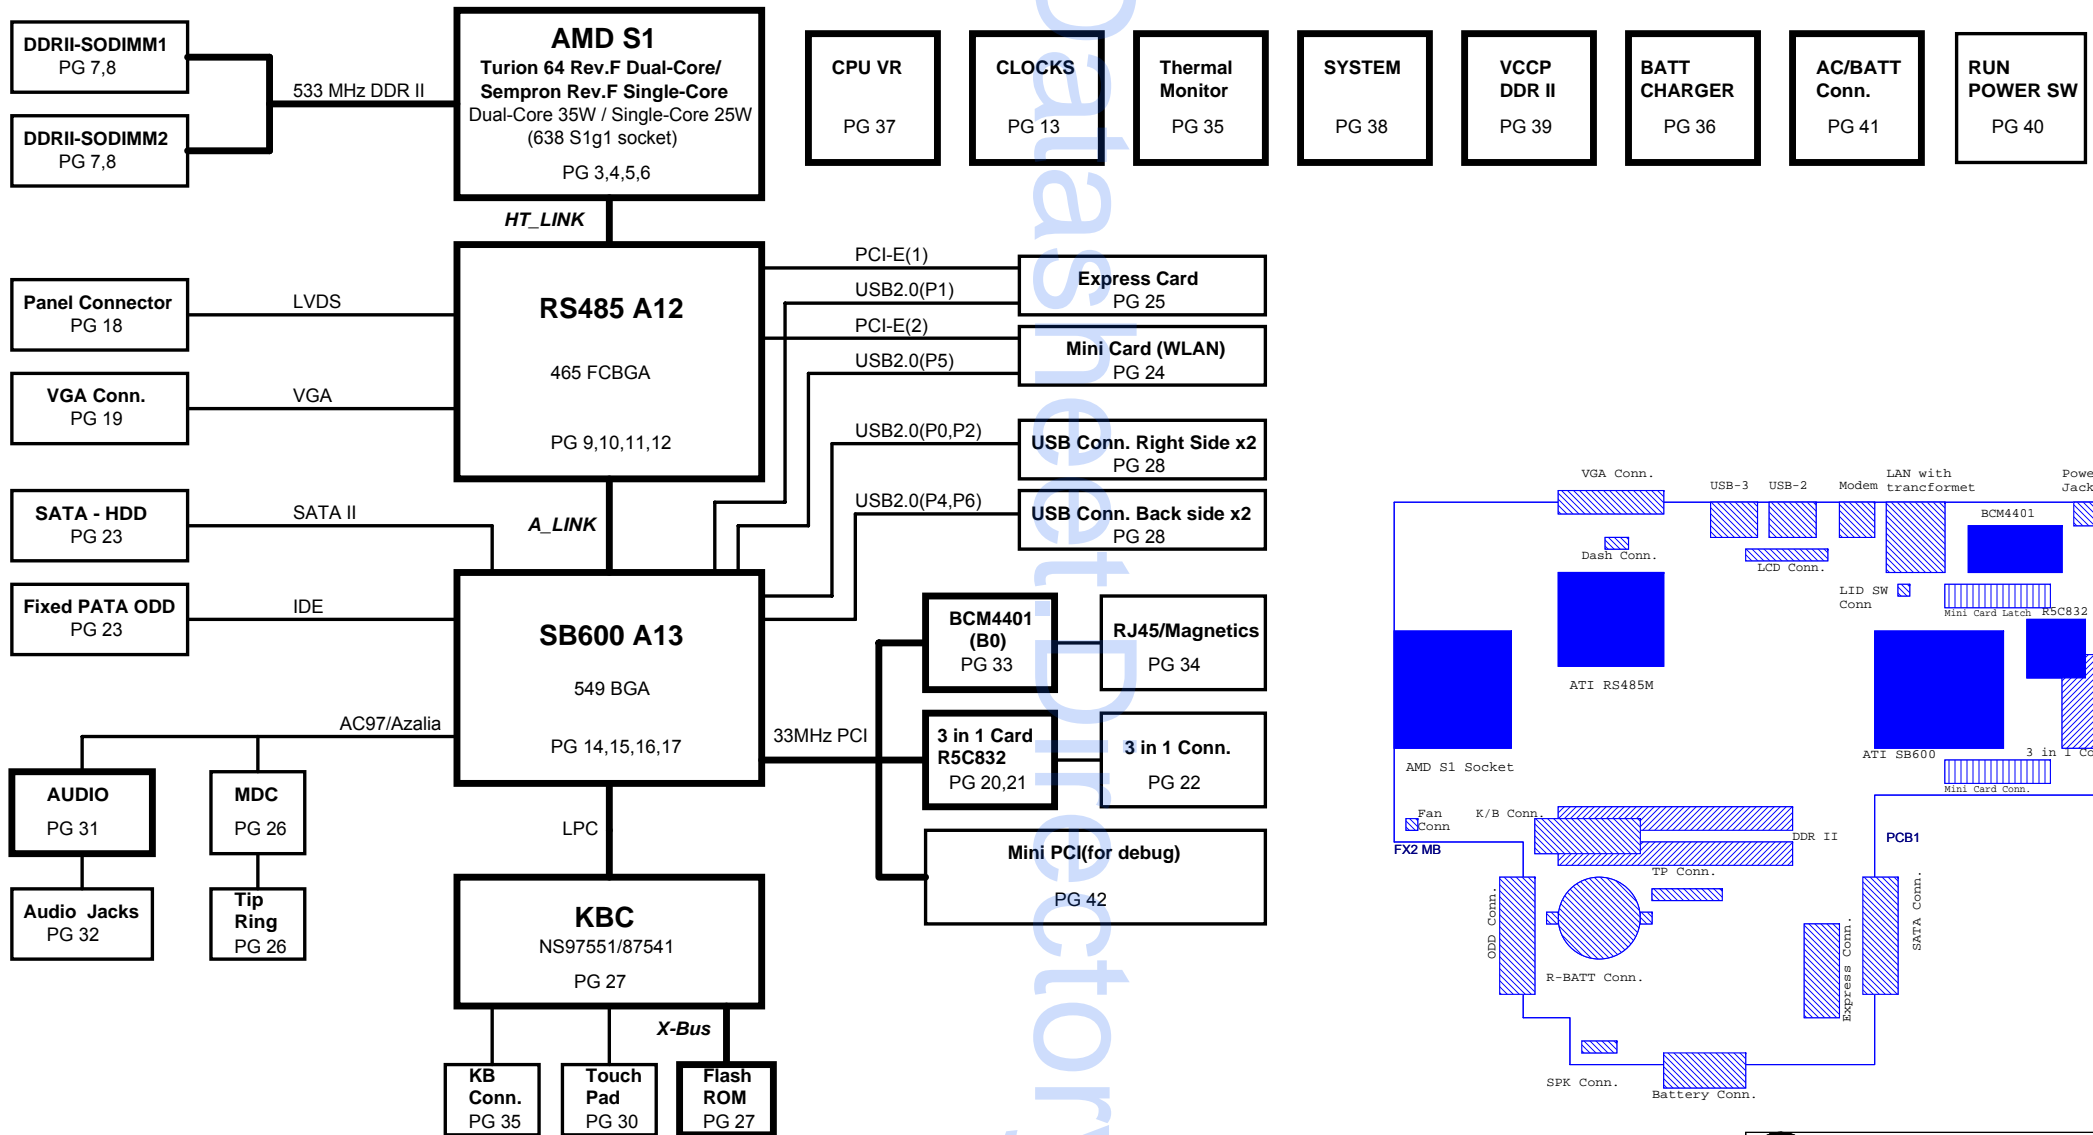 DDRII-SODIMM1
PG 7,8
DDRII-SODIMM2
PG 7,8
533 MHz DDR II
AMD S1
Turion 64 Rev.F Dual-Core/
Sempron Rev.F Single-Core
Dual-Core 35W / Single-Core 25W
(638 S1g1 socket)
PG 3,4,5,6
CPU VR
PG 37
CLOCKS
PG 13
Thermal
Monitor
PG 35
SYSTEM
PG 38
VCCP
DDR II
PG 39
BATT
CHARGER
PG 36
AC/BATT
Conn.
PG 41
RUN
POWER SW
PG 40
HT_LINK
Panel Connector
PG 18
LVDS
VGA Conn.
PG 19
VGA
RS485 A12
465 FCBGA
PG 9,10,11,12
PCI-E(1)
USB2.0(P1)
Express Card
PG 25
PCI-E(2)
USB2.0(P5)
Mini Card (WLAN)
PG 24
USB2.0(P0,P2)
USB Conn. Right Side x2
PG 28
USB2.0(P4,P6)
USB Conn. Back side x2
PG 28
SATA - HDD
PG 23
SATA II
A_LINK
Fixed PATA ODD
PG 23
IDE
SB600 A13
549 BGA
PG 14,15,16,17
AC97/Azalia
33MHz PCI
BCM4401
(B0)
PG 33
RJ45/Magnetics
PG 34
3 in 1 Card
R5C832
PG 20,21
3 in 1 Conn.
PG 22
Mini PCI(for debug)
PG 42
AUDIO
PG 31
MDC
PG 26
Audio Jacks
PG 32
Tip
Ring
PG 26
LPC
KBC
NS97551/87541
PG 27
X-Bus
KB
Conn.
PG 35
Touch
Pad
PG 30
Flash
ROM
PG 27
VGA Conn.
USB-3
USB-2
Modem
LAN with
trancformet
Powe
Jack
BCM4401
Dash Conn.
LCD Conn.
LID SW
Conn
Mini Card Latch
R5C832
ATI RS485M
ATI SB600
3 in 1 Co
AMD S1 Socket
Mini Card Conn.
Fan
Conn
K/B Conn.
DDR II
FX2 MB
PCB1
TP Conn.
ODD Conn.
R-BATT Conn.
Express Conn.
SATA Conn.
SPK Conn.
Battery Conn.
Datasheet.Directory